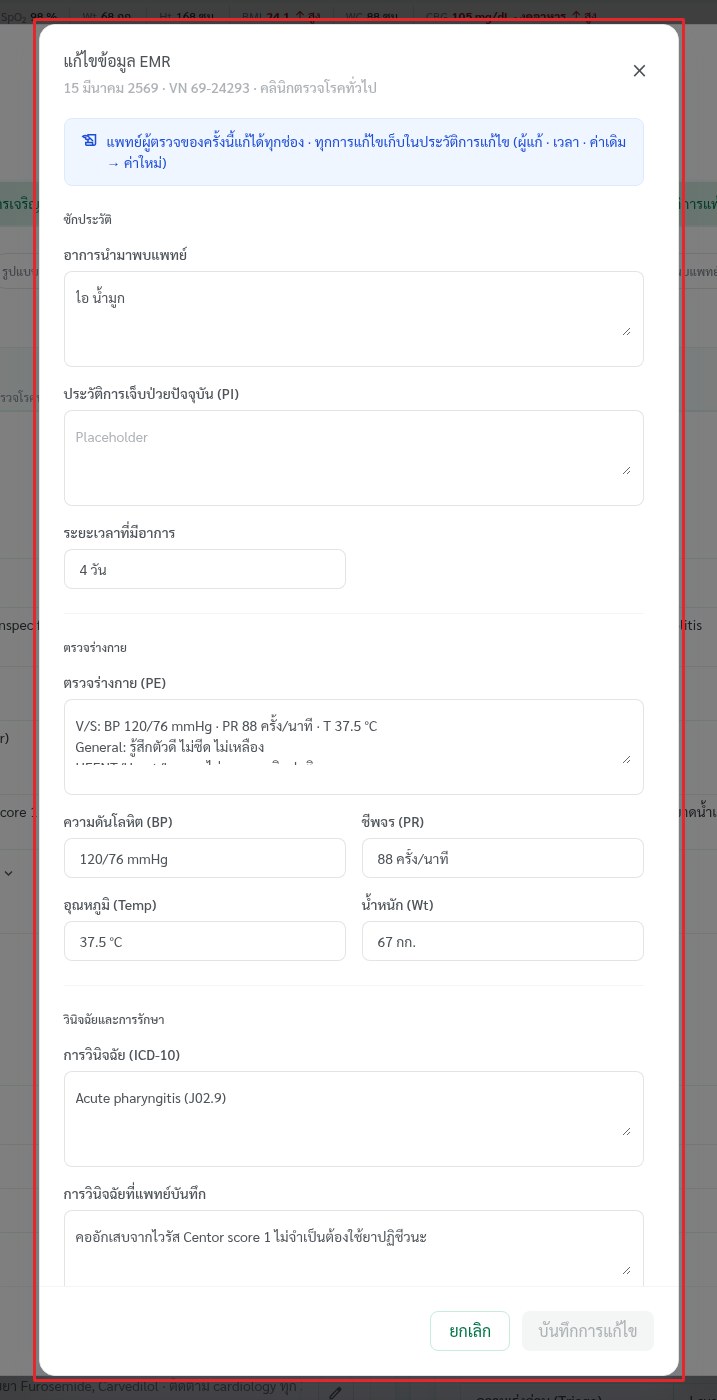 SpO₂ 98 %
แก้ไขข้อมูล EMR
15 มีนาคม 2569 · VN 69-24293 · คลินิกตรวจโรคทั่วไป
แพทย์ผู้ตรวจของครั้งนี้แก้ได้ทุกช่อง · ทุกการแก้ไขเก็บในประวัติการแก้ไข (ผู้แก้ · เวลา · ค่าเดิม
→ ค่าใหม่)
ซักประวัติ
อาการนำมาพบแพทย์
ไอ น้ำมูก
ประวัติการเจ็บป่วยปัจจุบัน (PI)
Placeholder
ระยะเวลาที่มีอาการ
4 วัน
ตรวจร่างกาย
ตรวจร่างกาย (PE)
V/S: BP 120/76 mmHg · PR 88 ครั้ง/นาที · T 37.5 °C
General: รู้สึกตัวดี ไม่ซีด ไม่เหลือง
ความดันโลหิต (BP)
ชีพจร (PR)
120/76 mmHg
88 ครั้ง/นาที
อุณหภูมิ (Temp)
น้ำหนัก (Wt)
37.5 °C
67 กก.
วินิจฉัยและการรักษา
การวินิจฉัย (ICD-10)
Acute pharyngitis (J02.9)
การวินิจฉัยที่แพทย์บันทึก
คออักเสบจากไวรัส Centor score 1 ไม่จำเป็นต้องใช้ยาปฏิชีวนะ
ยกเลิก
บันทึกการแก้ไข
Furosemide, Carvedilol · ติดตาม cardiology ทุก